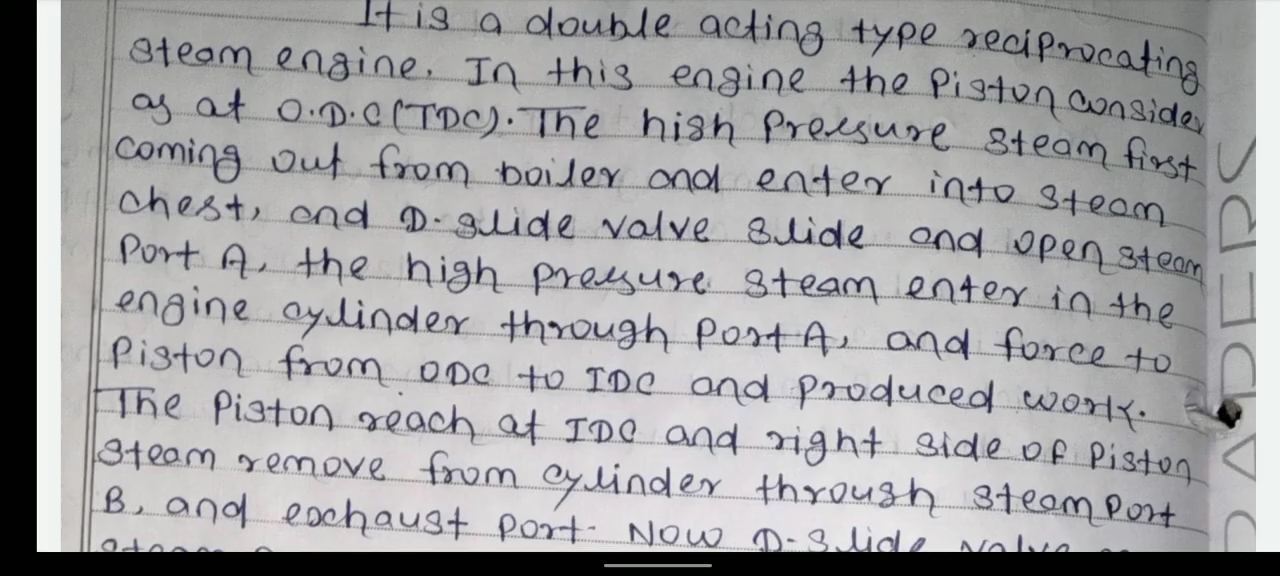 It is a double acting type reciprocating
steam engine. In this engine the Piston consider
as at O.D.C(TDC). The high Pressure steam first
coming out from boiler and enter into steam
chest, and D-slide valve slide and open steam
Port A, the high pressure steam enter in the
engine cylinder through Port A, and force to
Piston from ODC to IDC and produced work.
The Piston reach at IDC and right side of Piston
steam remove from cylinder through steam Port
B, and exchaust port. Now D-slide valve